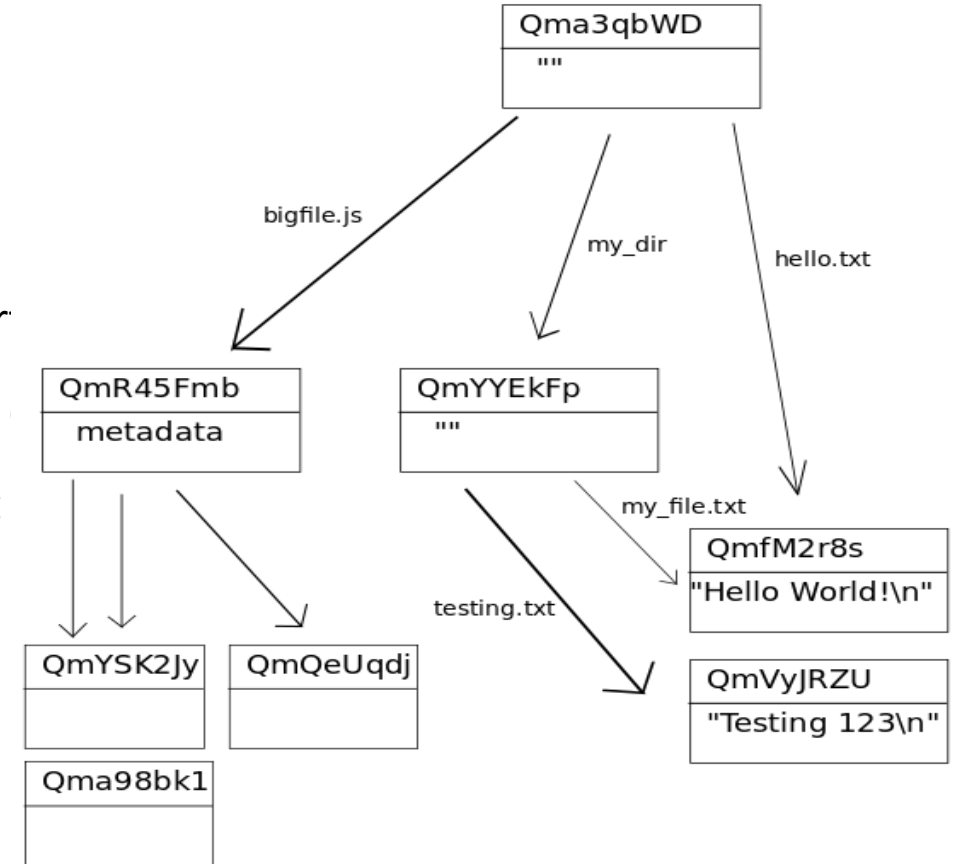 Qma3qbWD
""
bigfile.js
my_dir
hello.txt
QmR45Fmb
metadata
QmYYEkFp
""
my_file.txt
testing.txt
QmfM2r8s
"Hello World!\n"
QmYSK2Jy
QmQeUqdj
QmVyJRZU
"Testing 123\n"
Qma98bk1